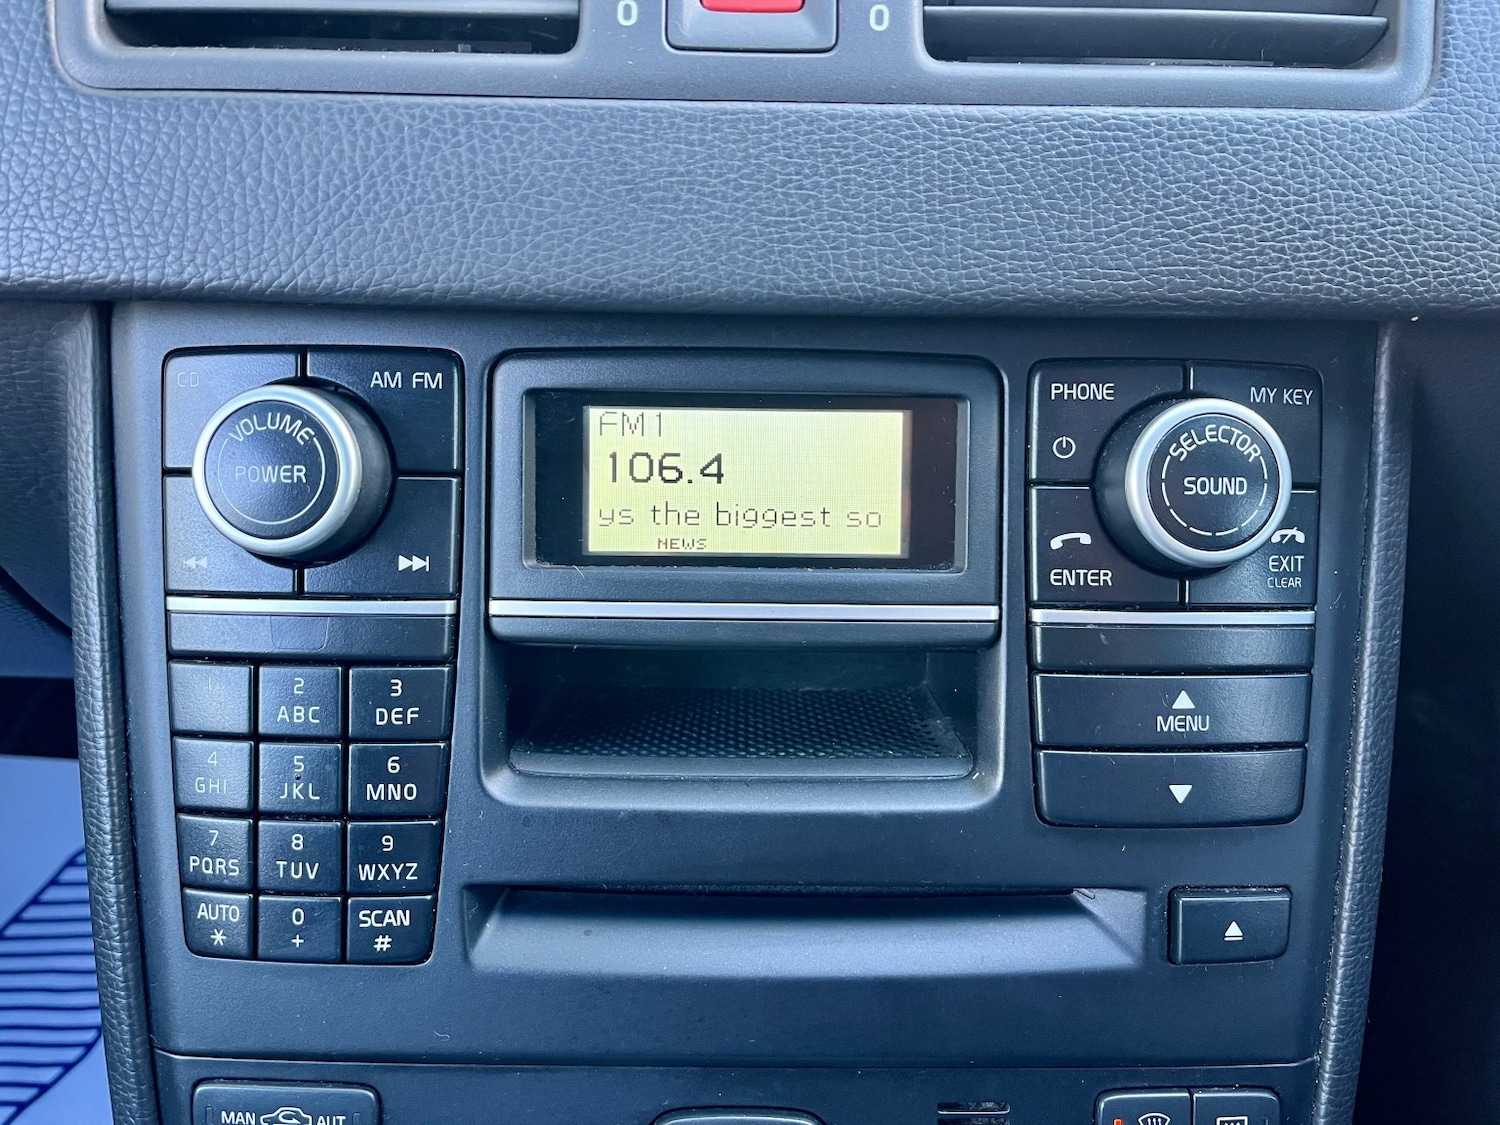 0
0
CD
AM FM
VOLUME
POWER
FM1
106.4
ys the biggest so
NEWS
PHONE
MY KEY
SELECTOR
SOUND
ENTER
EXIT
CLEAR
1
2
ABC
3
DEF
4
GHI
5
JKL
6
MNO
7
PQRS
8
TUV
9
WXYZ
AUTO
*
0
+
SCAN
#
MENU
MAN
AUT